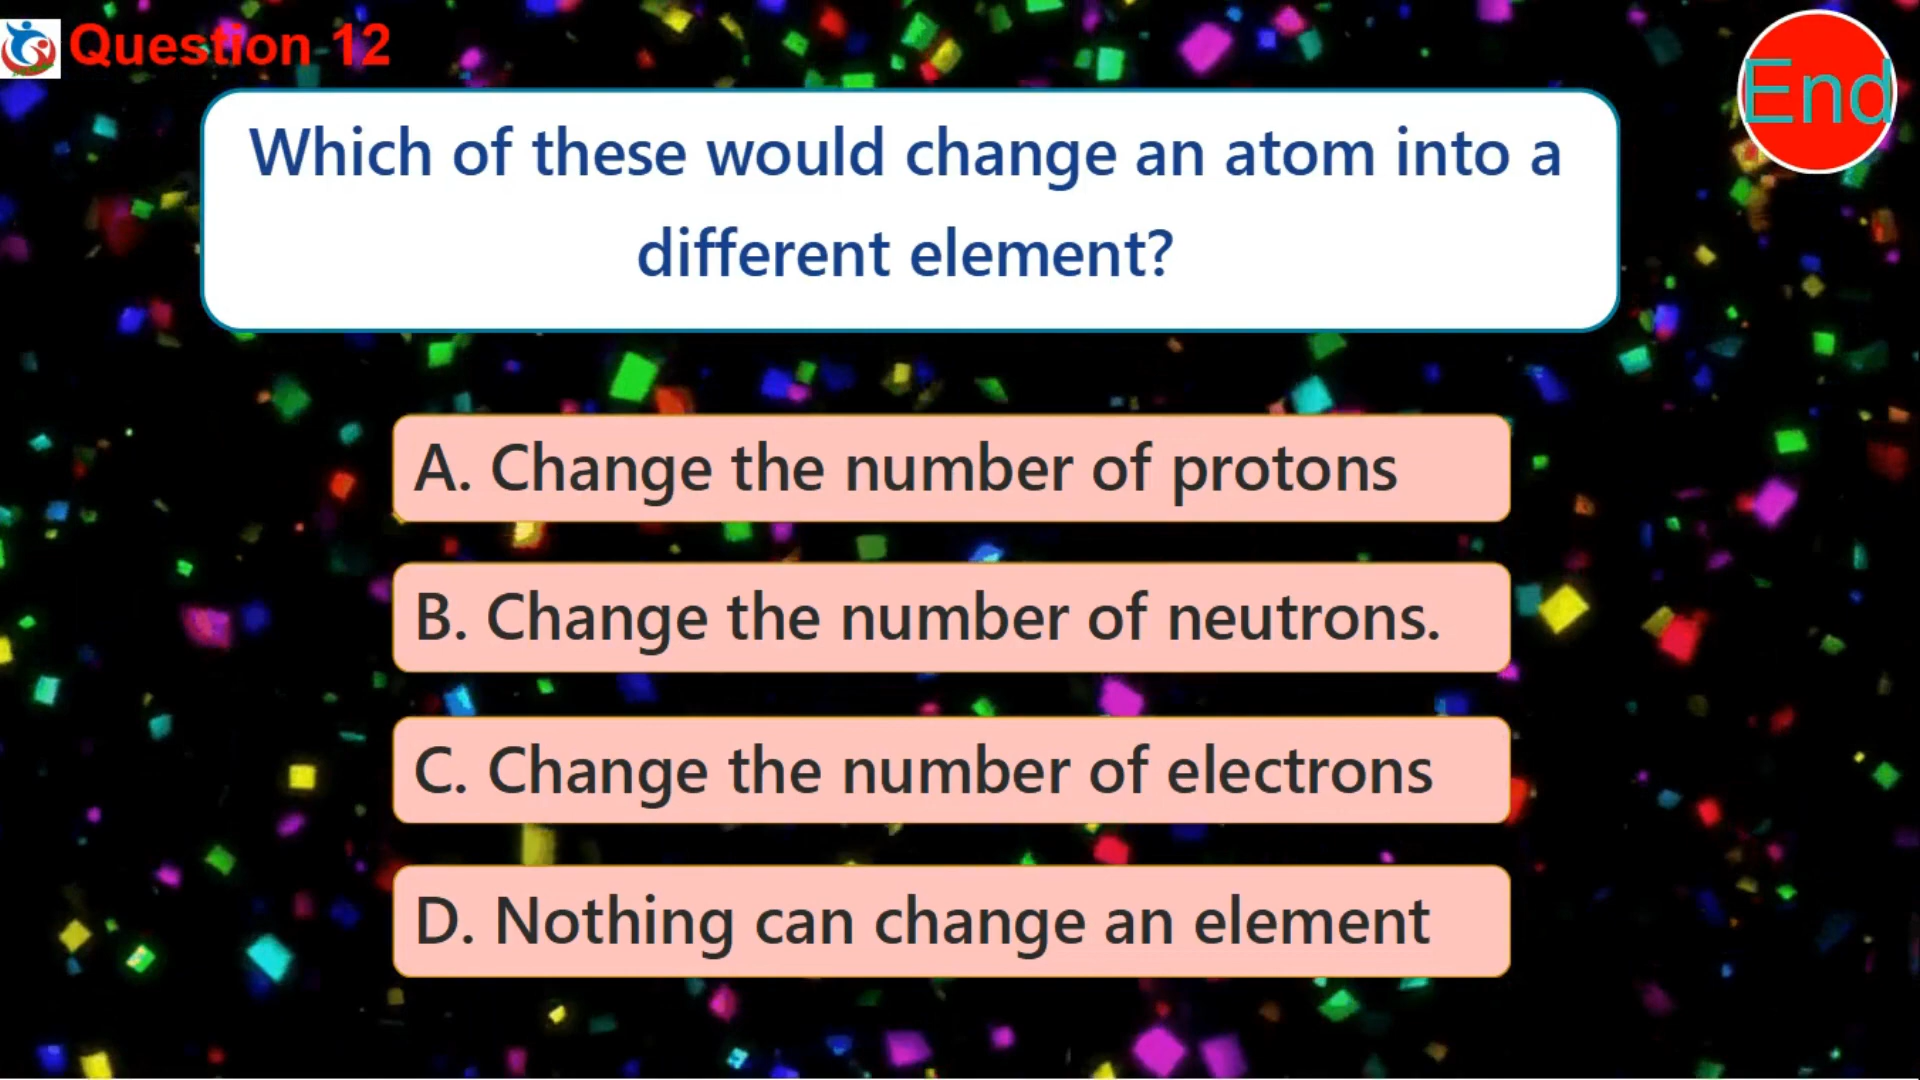 Question 12
End
Which of these would change an atom into a
different element?
A. Change the number of protons
B. Change the number of neutrons.
C. Change the number of electrons
D. Nothing can change an element